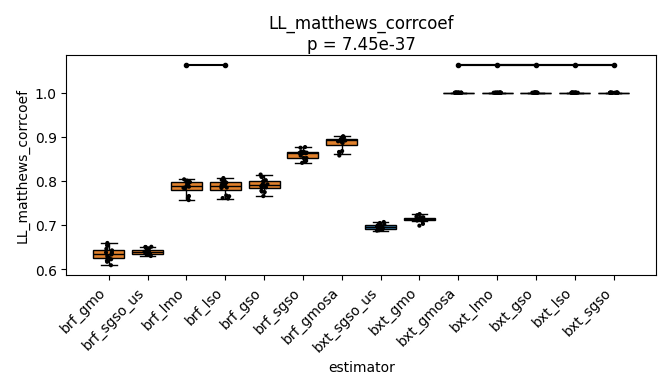 LL_matthews_corrcoef
p = 7.45e-37
LL_matthews_corrcoef
1.0
0.9
0.8
0.7
0.6
brf_gmo
brf_sgso_us
brf_lmo
brf_lso
brf_gso
brf_sgso
brf_gmosa
bxt_sgso_us
bxt_gmo
bxt_gmosa
bxt_lmo
bxt_gso
bxt_lso
bxt_sgso
estimator